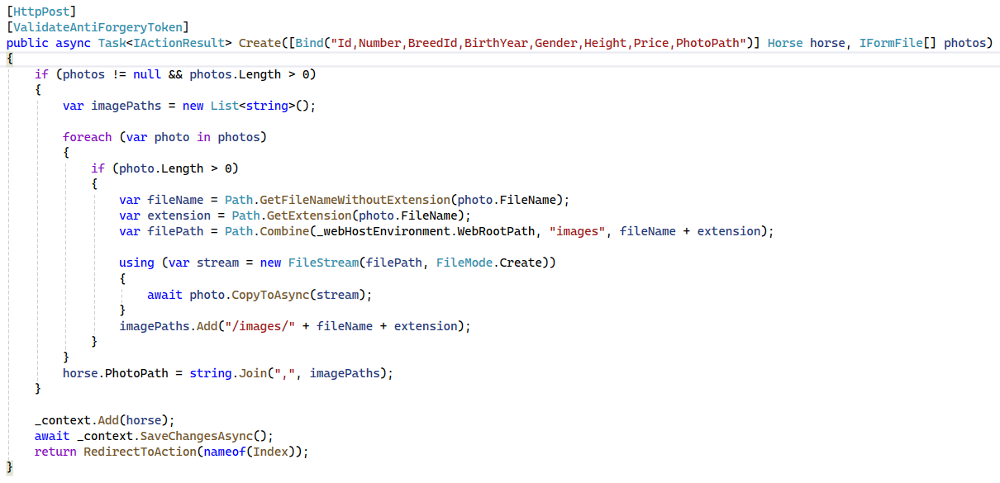 [HttpPost]
[ValidateAntiForgeryToken]
public async Task<IActionResult> Create([Bind("Id,Number,BreedId,BirthYear,Gender,Height,Price,PhotoPath")] Horse horse, IFormFile[] photos)
{
    if (photos != null && photos.Length > 0)
    {
        var imagePaths = new List<string>();

        foreach (var photo in photos)
        {
            if (photo.Length > 0)
            {
                var fileName = Path.GetFileNameWithoutExtension(photo.FileName);
                var extension = Path.GetExtension(photo.FileName);
                var filePath = Path.Combine(_webHostEnvironment.WebRootPath, "images", fileName + extension);

                using (var stream = new FileStream(filePath, FileMode.Create))
                {
                    await photo.CopyToAsync(stream);
                }
                imagePaths.Add("/images/" + fileName + extension);
            }
        }
        horse.PhotoPath = string.Join(",", imagePaths);
    }

    _context.Add(horse);
    await _context.SaveChangesAsync();
    return RedirectToAction(nameof(Index));
}